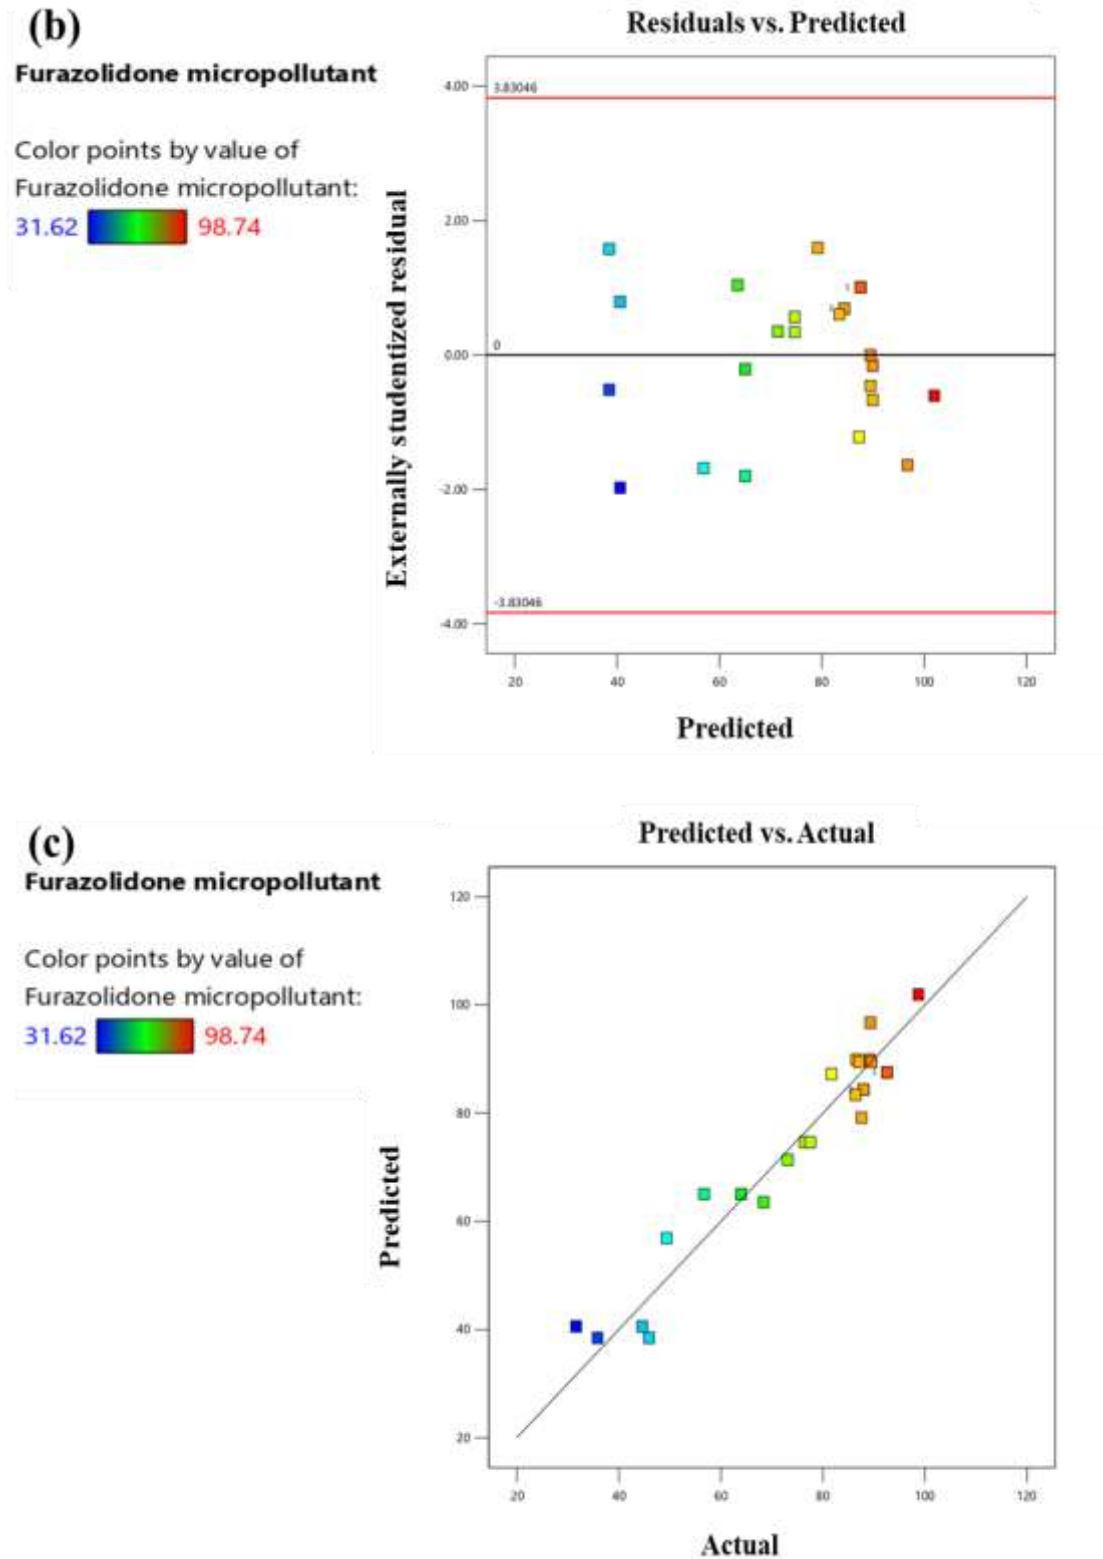 (b)
Residuals vs. Predicted
Furazolidone micropollutant
Color points by value of
Furazolidone micropollutant:
31.62 98.74
Externally studentized residual
4.00
2.00
0.00
-2.00
-4.00
3.83046
0
-3.83046
20 40 60 80 100 120
Predicted
(c)
Predicted vs. Actual
Furazolidone micropollutant
Color points by value of
Furazolidone micropollutant:
31.62 98.74
Predicted
120
100
80
60
40
20
20 40 60 80 100 120
Actual